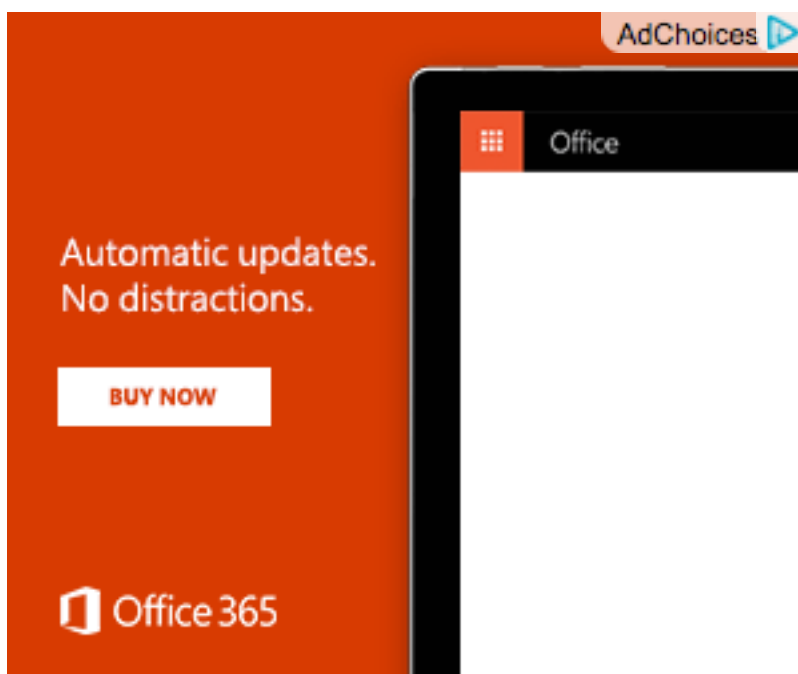 AdChoices
Office
Automatic updates.
No distractions.
BUY NOW
Office 365